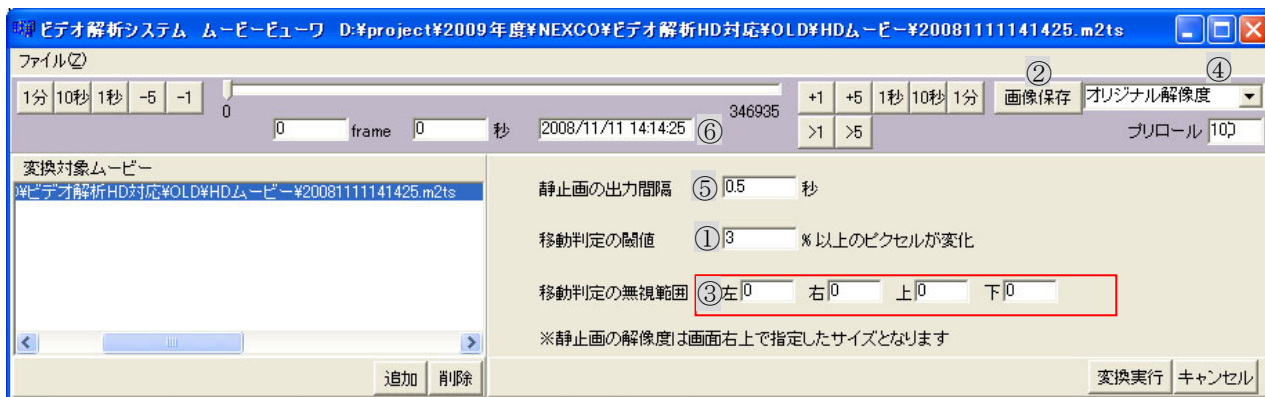 ビデオ解析システム ムービービューワ D:¥project¥2009年度¥NEXCO¥ビデオ解析HD対応¥OLD¥HDムービー¥20081111141425.m2ts
ファイル(Z)
②
④
1分 10秒 1秒 -5 -1
0
346935
+1 +5 1秒 10秒 1分 画像保存 オリジナル解像度
0 frame 0 秒 2008/11/11 14:14:25 ⑥
>1 >5
プリロール 100
変換対象ムービー
)¥ビデオ解析HD対応¥OLD¥HDムービー¥20081111141425.m2ts
静止画の出力間隔 ⑤ 0.5 秒
移動判定の閾値 ① 3 %以上のピクセルが変化
移動判定の無視範囲 ③ 左 0 右 0 上 0 下 0
※静止画の解像度は画面右上で指定したサイズとなります
追加 削除
変換実行 キャンセル